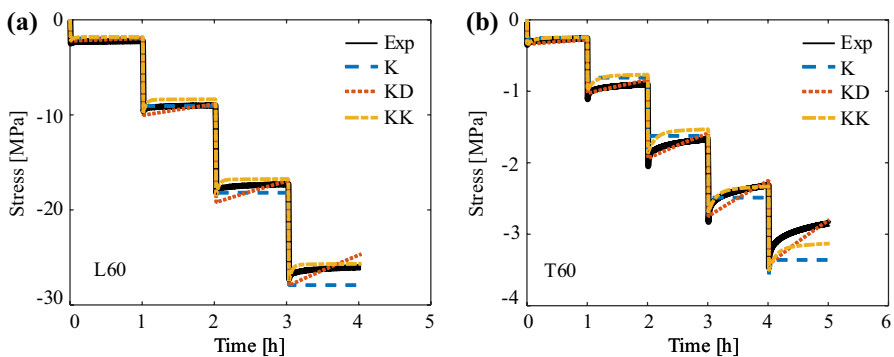 (a)
Stress [MPa]
0
-10
-20
-30
Exp
K
KD
KK
L60
0 1 2 3 4 5
Time [h]
(b)
Stress [MPa]
0
-1
-2
-3
-4
Exp
K
KD
KK
T60
0 1 2 3 4 5 6
Time [h]